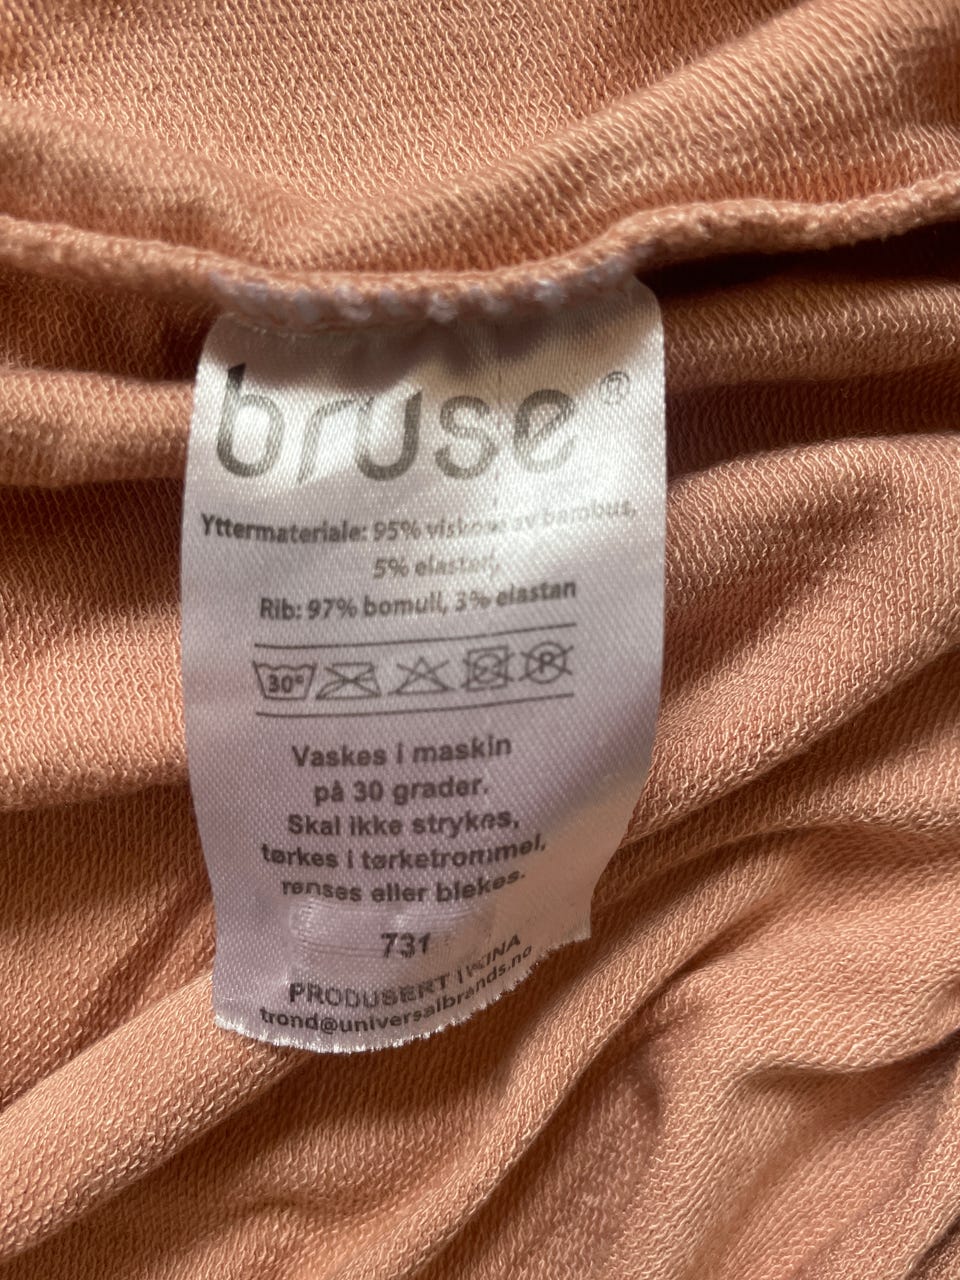 bruse®
Yttermateriale: 95% viskose av bambus,
5% elastan,
Rib: 97% bomull, 3% elastan
30°
P
Vaskes i maskin
på 30 grader.
Skal ikke strykes,
tørkes i tørketrommel,
renses eller blekes.
731
PRODUSERT I KINA
trond@universalbrands.no